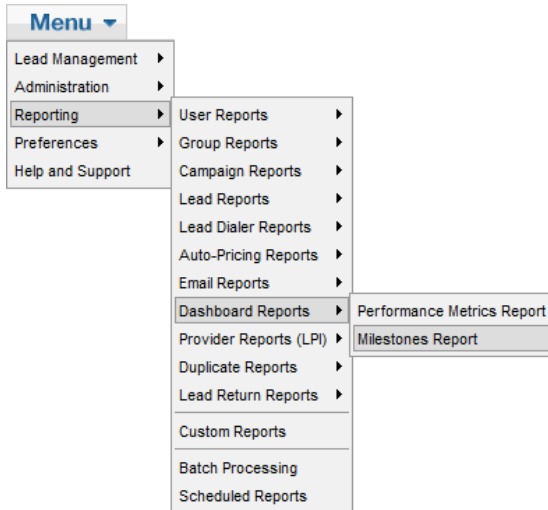 Menu
Lead Management
Administration
Reporting
Preferences
Help and Support
User Reports
Group Reports
Campaign Reports
Lead Reports
Lead Dialer Reports
Auto-Pricing Reports
Email Reports
Dashboard Reports
Provider Reports (LPI)
Duplicate Reports
Lead Return Reports
Custom Reports
Batch Processing
Scheduled Reports
Performance Metrics Report
Milestones Report